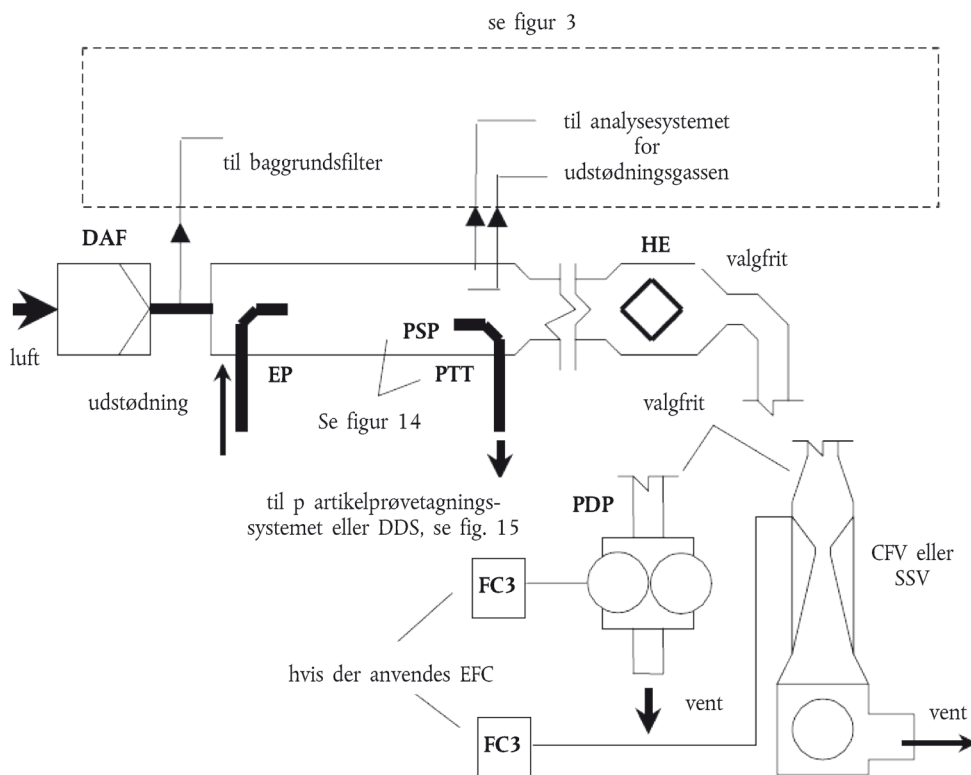 se figur 3
til analysesystemet
for
udstødningsgassen
til baggrundsfilter
DAF
HE
valgfrit
luft
PSP
EP
PTT
udstødning
Se figur 14
valgfrit
til p artikelprøvetagnings-
systemet eller DDS, se fig. 15
PDP
CFV eller
SSV
FC3
hvis der anvendes EFC
vent
vent
FC3